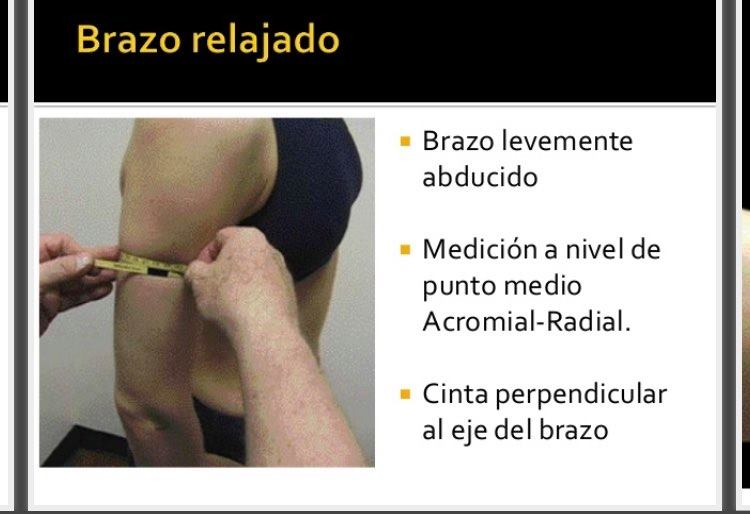 Brazo relajado
Brazo levemente
abducido
Medición a nivel de
punto medio
Acromial-Radial.
Cinta perpendicular
al eje del brazo